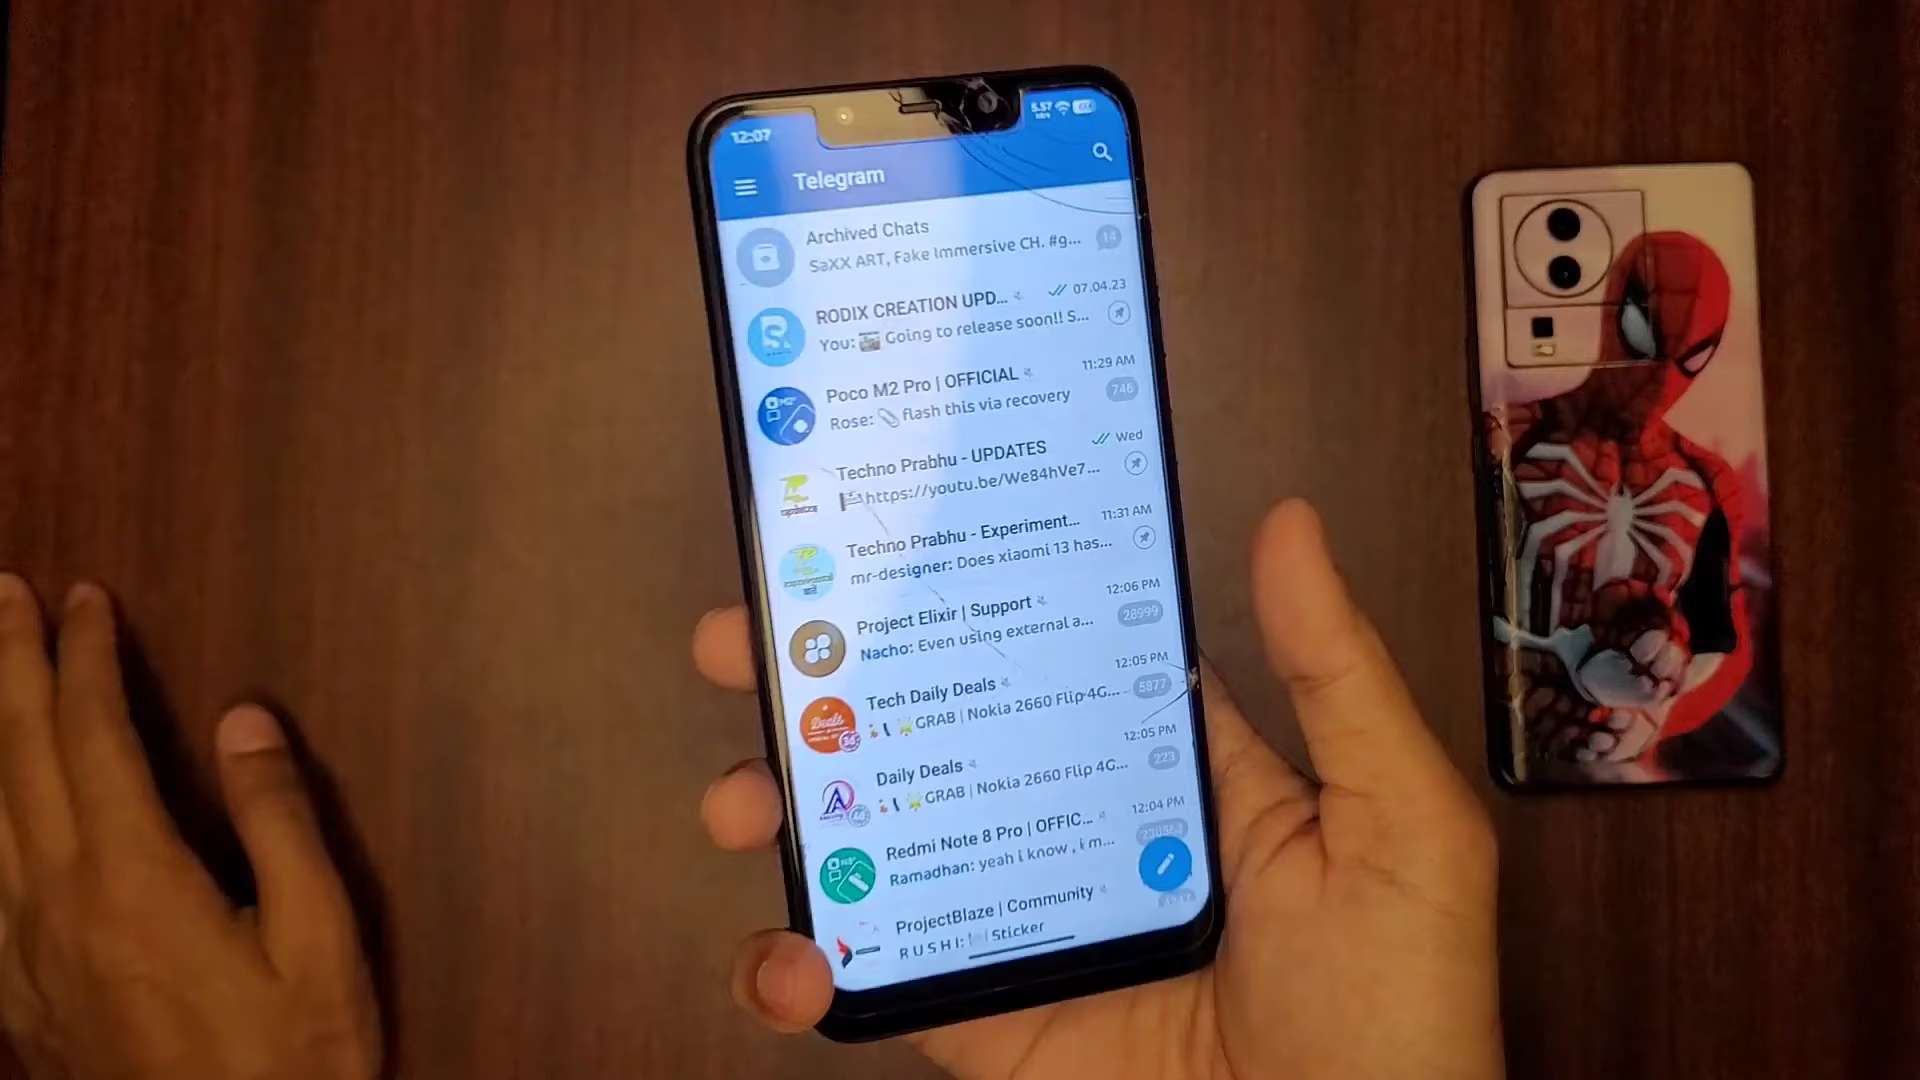 12:07
5.57
Telegram
Archived Chats
SaXX ART, Fake Immersive CH. #g...
14
RODIX CREATION UPD...
07.04.23
You: Going to release soon!! S...
Poco M2 Pro | OFFICIAL
11:29 AM
Rose: flash this via recovery
746
Techno Prabhu - UPDATES
Wed
https://youtu.be/We84hVe7...
Techno Prabhu - Experiment...
11:31 AM
mr-designer: Does xiaomi 13 has...
Project Elixir | Support
12:06 PM
Nacho: Even using external a...
28999
Tech Daily Deals
12:05 PM
GRAB | Nokia 2660 Flip 4G...
5877
Deals
Daily Deals
12:05 PM
GRAB | Nokia 2660 Flip 4G...
223
Redmi Note 8 Pro | OFFIC...
12:04 PM
Ramadhan: yeah i know , i m...
ProjectBlaze | Community
R U S H I: Sticker